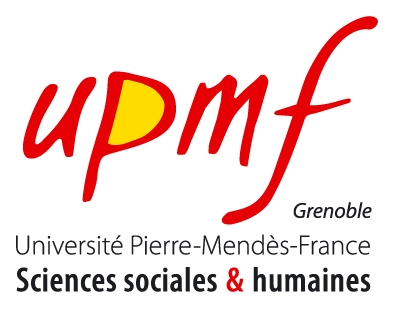 upmf
Grenoble
Université Pierre-Mendès-France
Sciences sociales & humaines